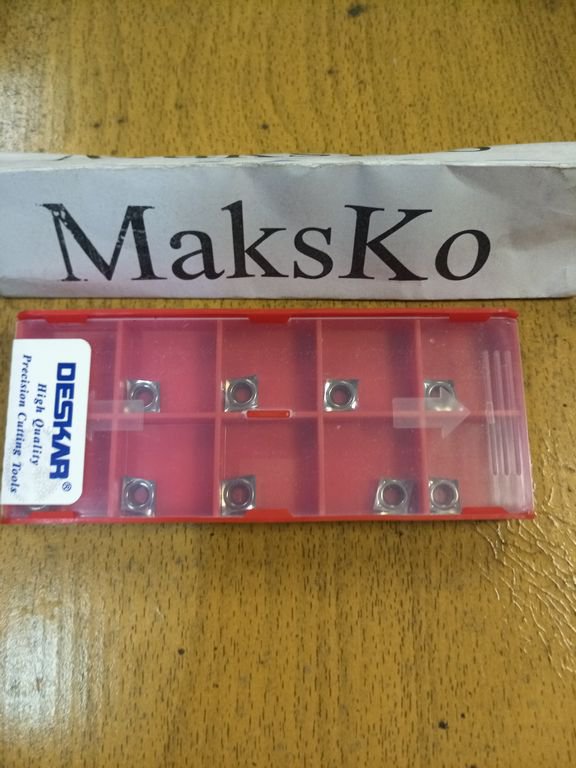 MaksKo
DESKAR®
High Quality
Precision Cutting Tools